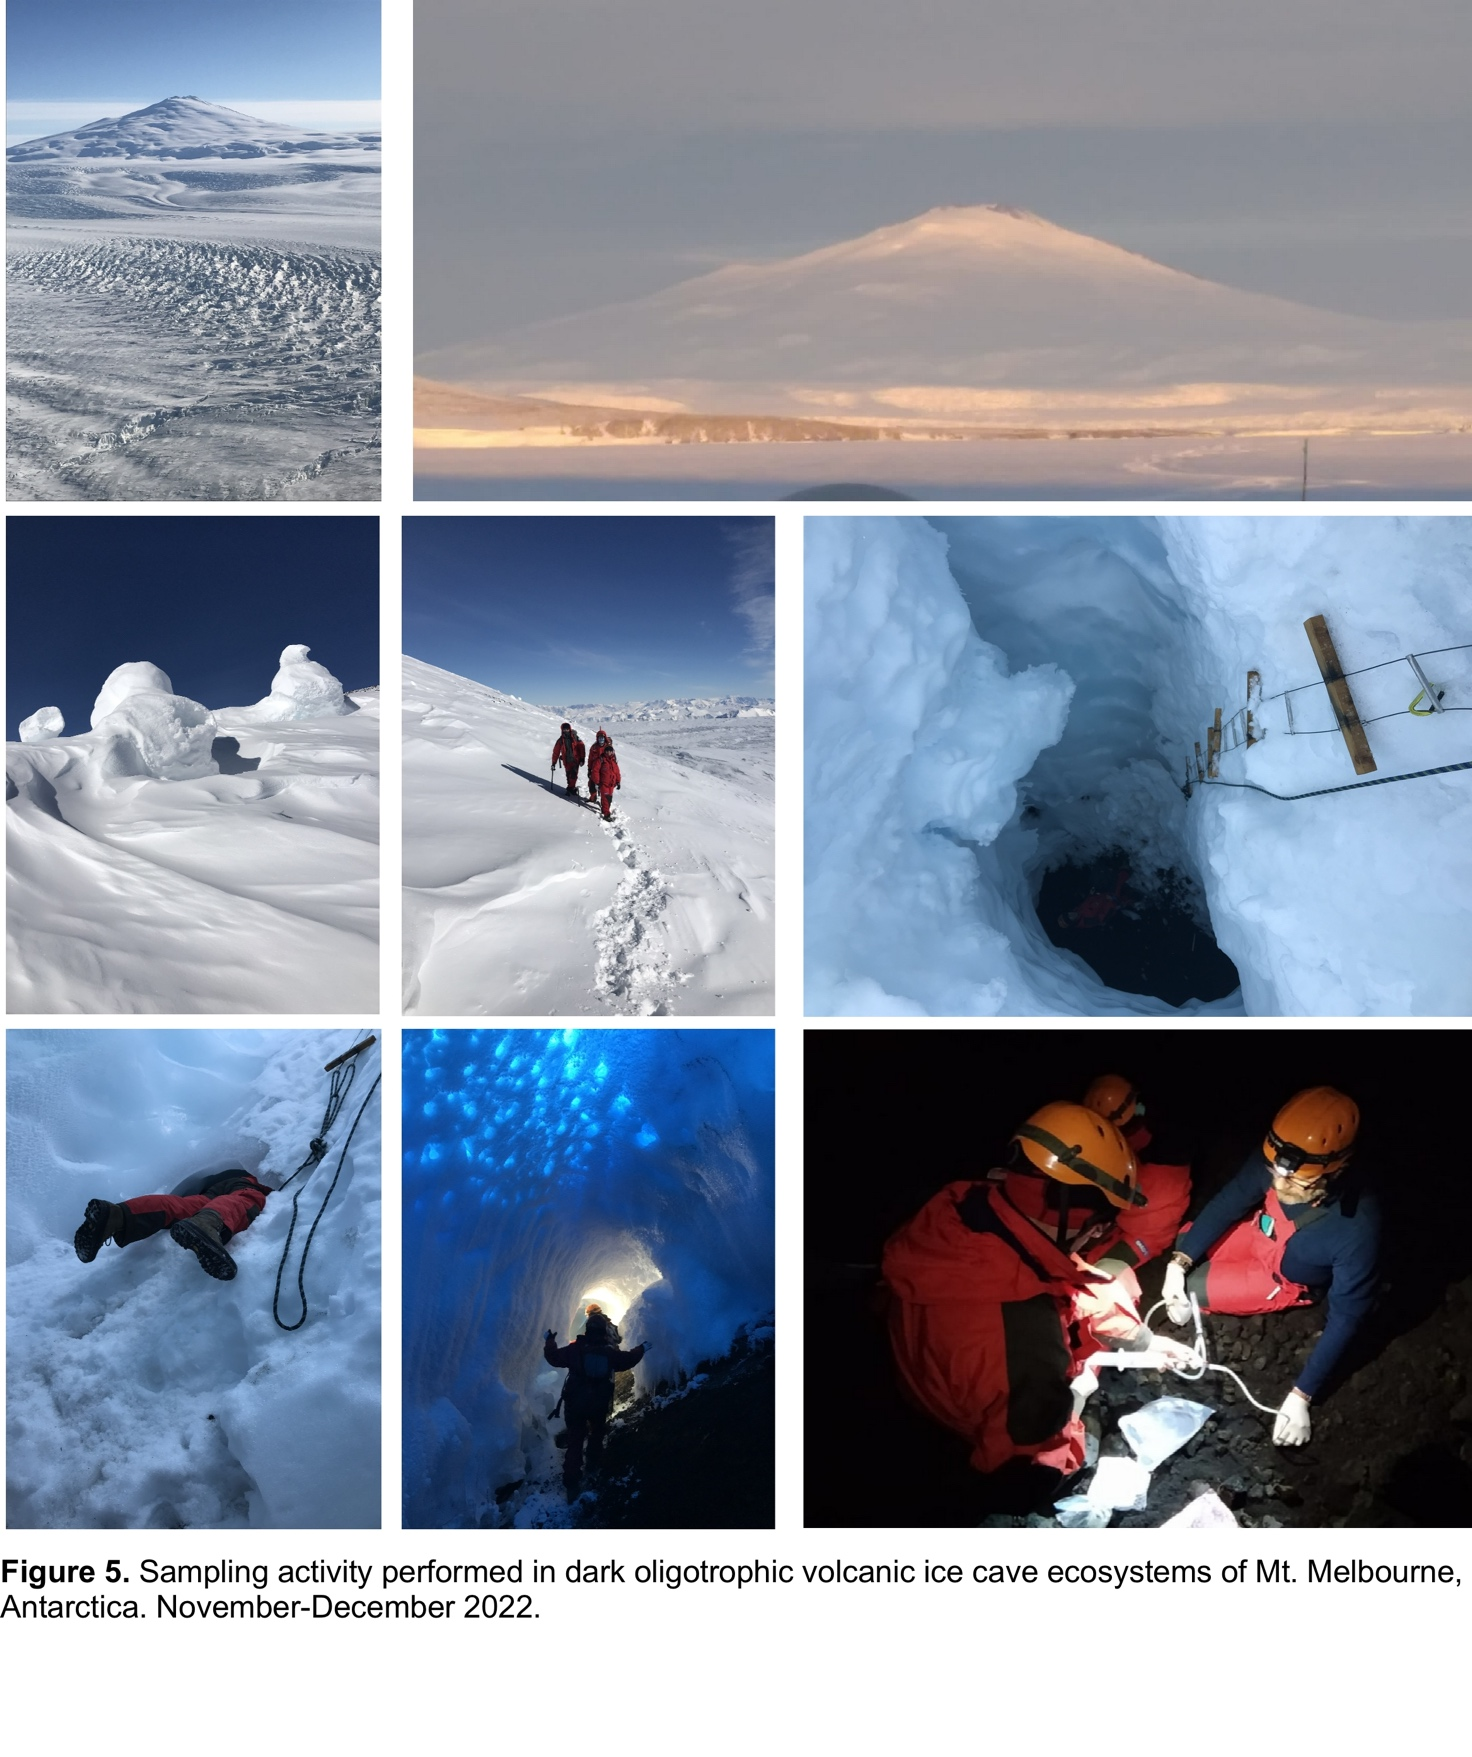 Figure 5. Sampling activity performed in dark oligotrophic volcanic ice cave ecosystems of Mt. Melbourne,
Antarctica. November-December 2022.